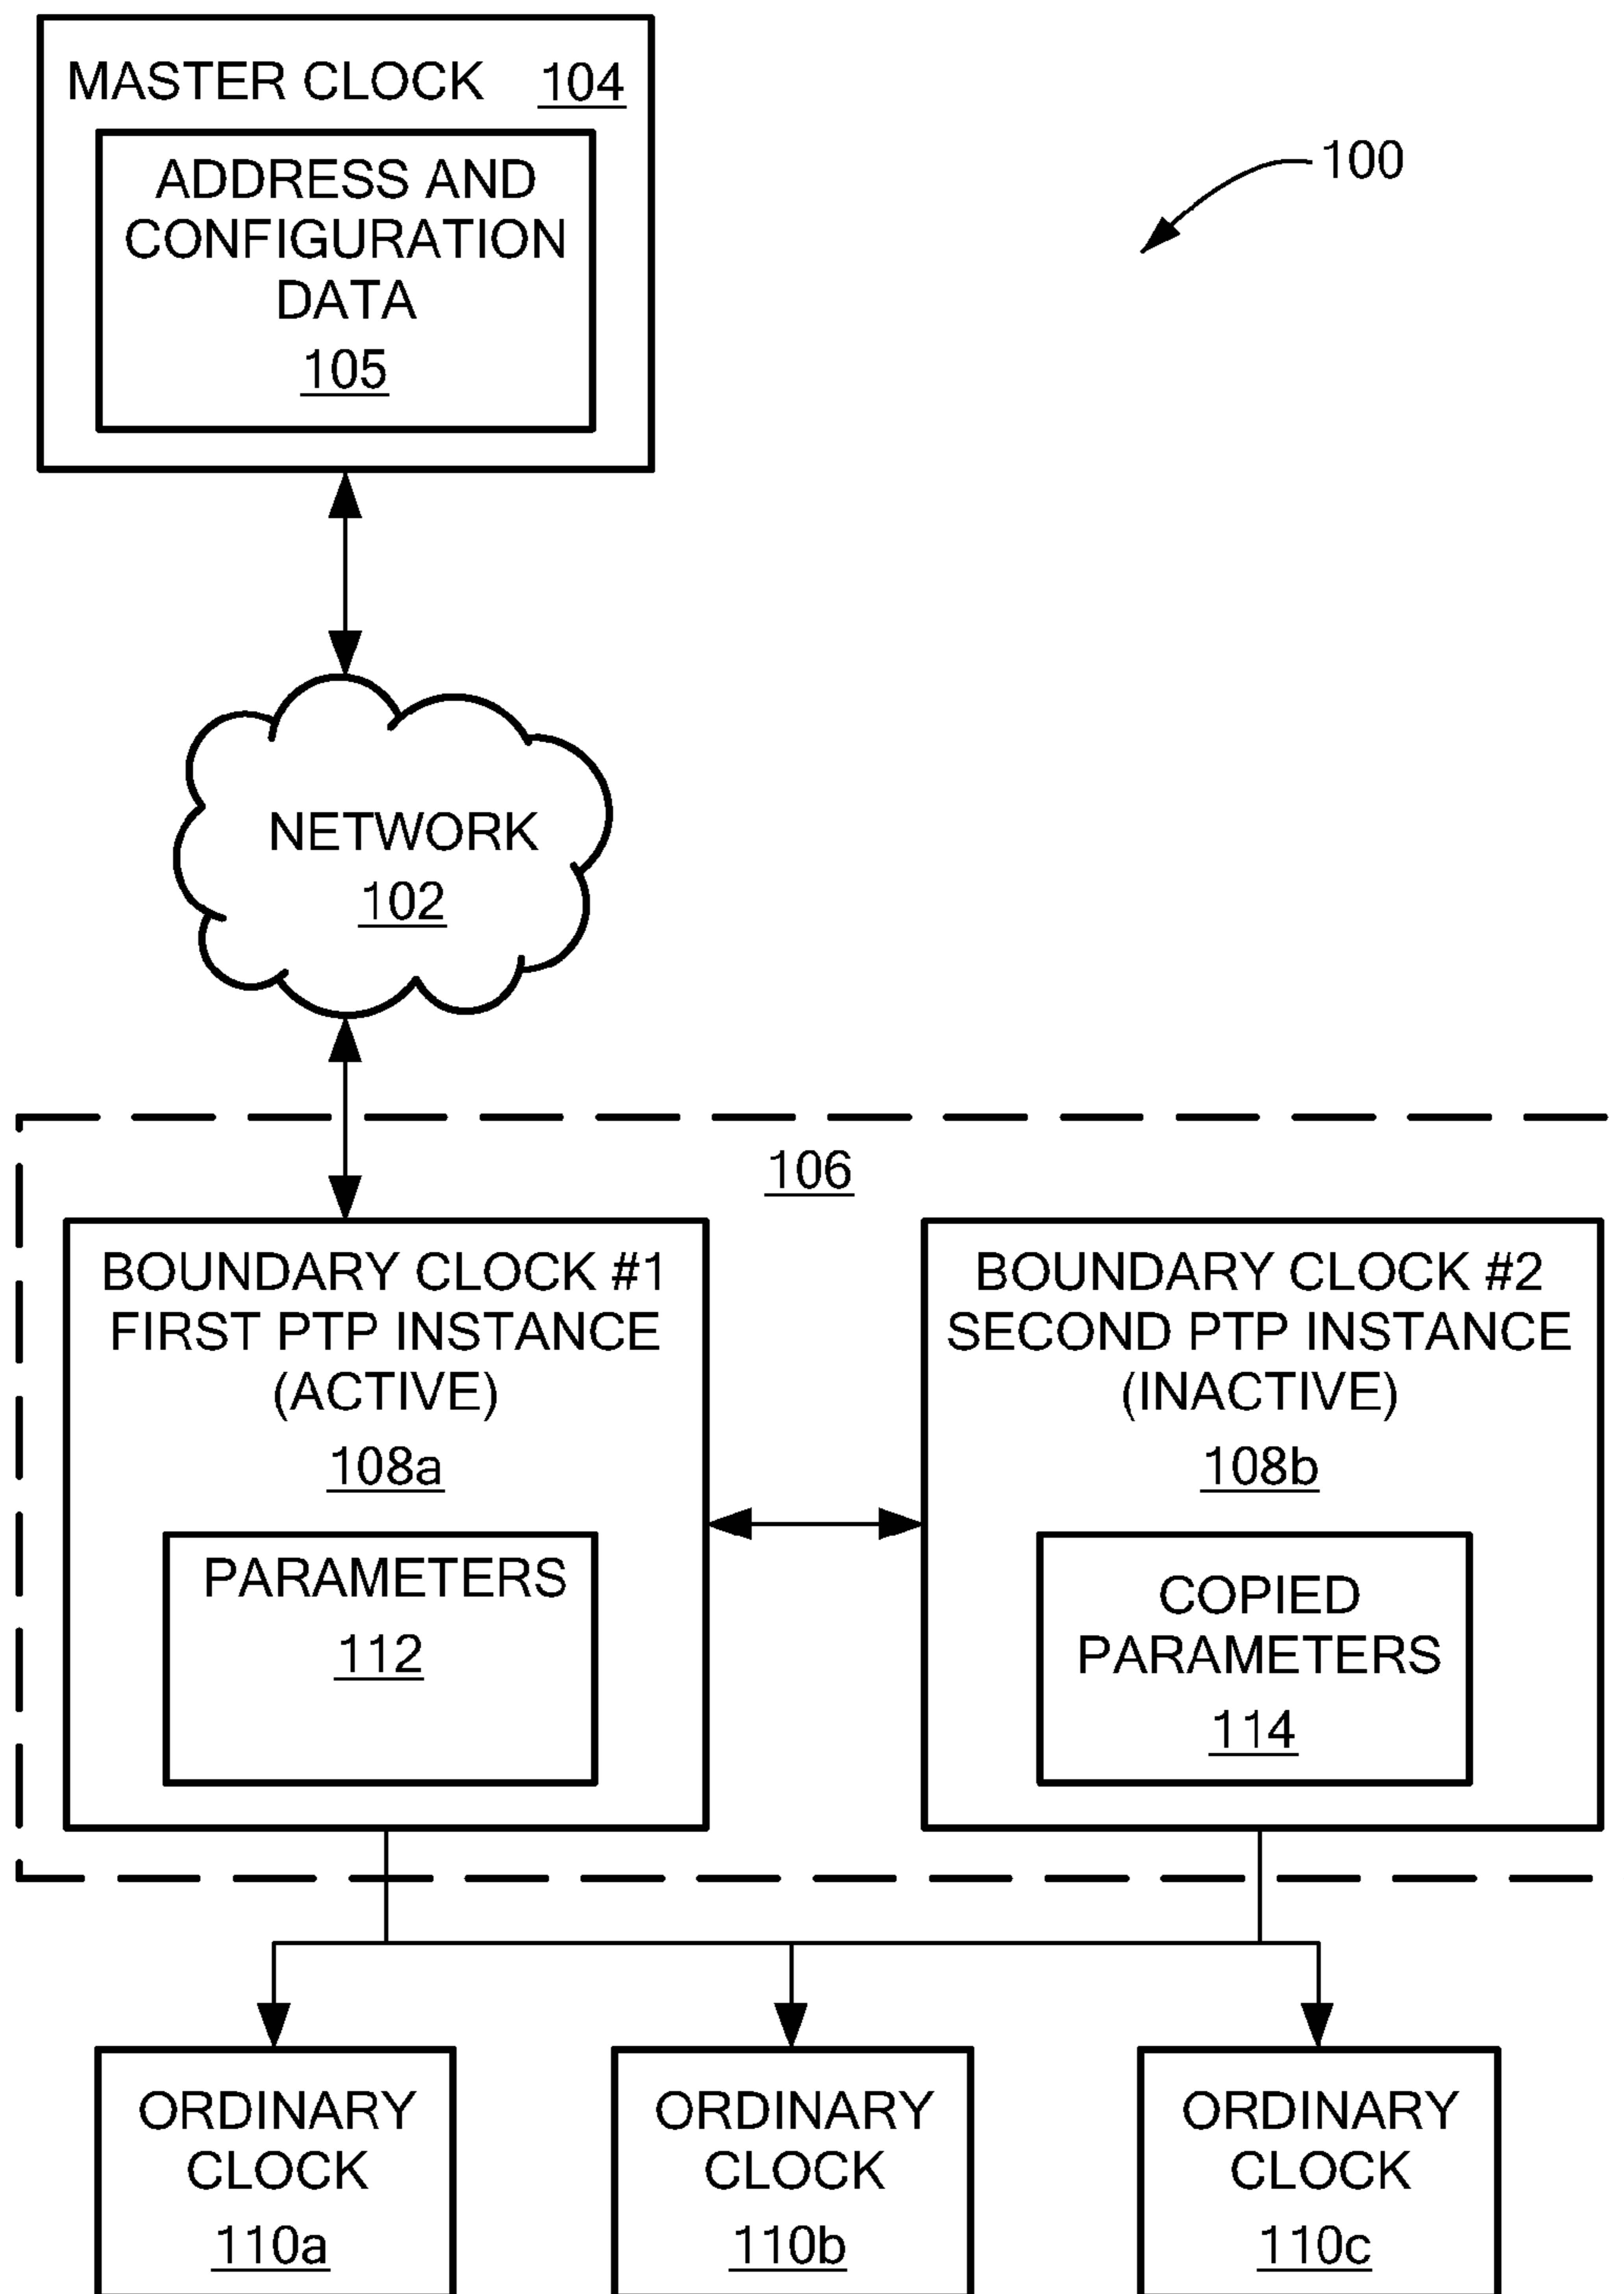 MASTER CLOCK 104
ADDRESS AND
CONFIGURATION
DATA
105
100
NETWORK
102
106
BOUNDARY CLOCK #1
FIRST PTP INSTANCE
(ACTIVE)
108a
PARAMETERS
112
BOUNDARY CLOCK #2
SECOND PTP INSTANCE
(INACTIVE)
108b
COPIED
PARAMETERS
114
ORDINARY
CLOCK
110a
ORDINARY
CLOCK
110b
ORDINARY
CLOCK
110c